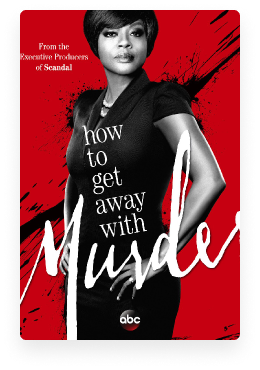 From the
Executive Producers
of Scandal
how
to
get
away
with
Murder
abc